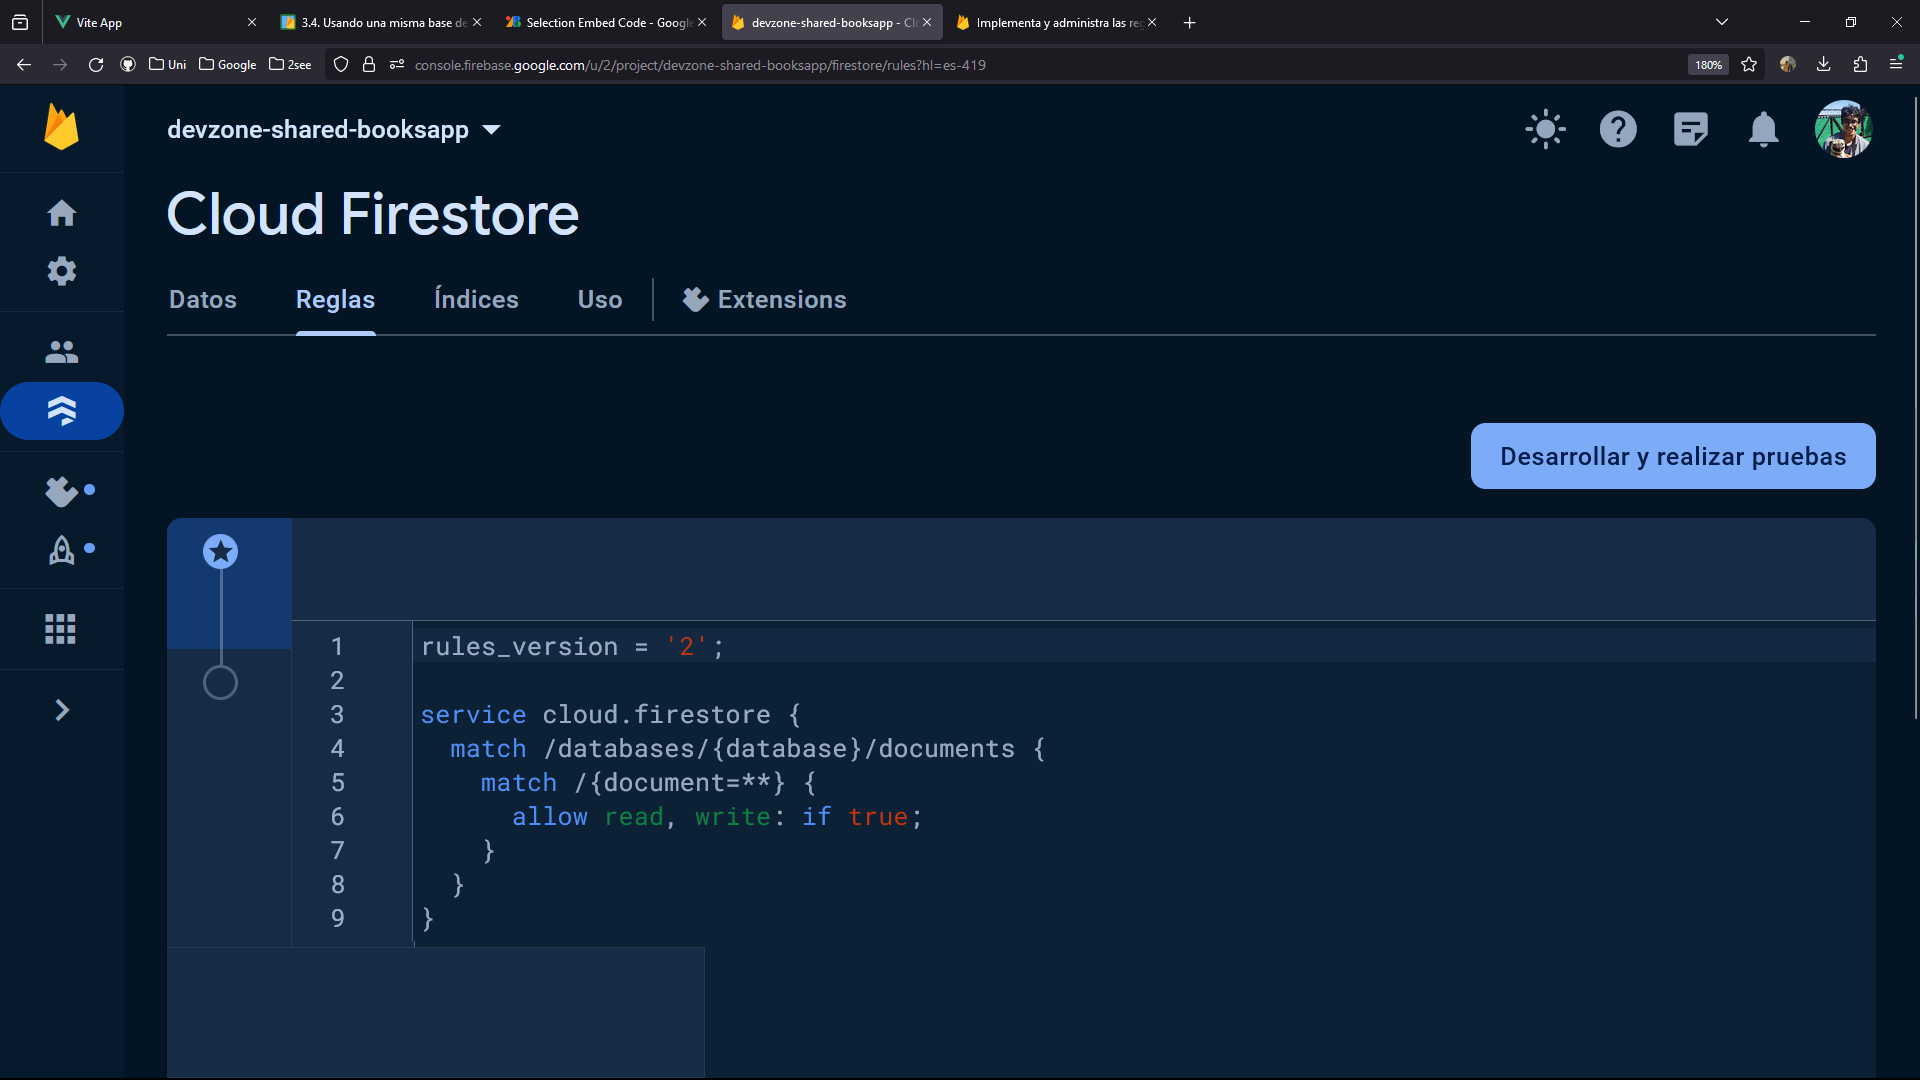 Vite App
3.4. Usando una misma base de
Selection Embed Code - Google
devzone-shared-booksapp - Clo
Implementa y administra las reg
Uni
Google
2see
console.firebase.google.com/u/2/project/devzone-shared-booksapp/firestore/rules?hl=es-419
180%
devzone-shared-booksapp
Cloud Firestore
Datos
Reglas
Índices
Uso
Extensions
Desarrollar y realizar pruebas
1 rules_version = '2';
2
3 service cloud.firestore {
4 match /databases/{database}/documents {
5 match /{document=**} {
6 allow read, write: if true;
7 }
8 }
9 }